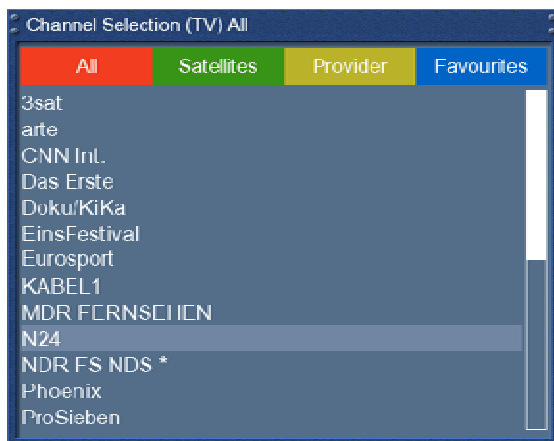 Channel Selection (TV) All
All Satellites Provider Favourites
3sat
arte
CNN Int.
Das Erste
Doku/KiKa
EinsFestival
Eurosport
KABEL1
MDR FERNSEHEN
N24
NDR FS NDS *
Phoenix
ProSieben